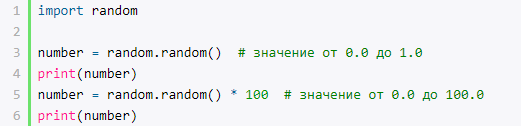 1 import random
2
3 number = random.random()  # значение от 0.0 до 1.0
4 print(number)
5 number = random.random() * 100  # значение от 0.0 до 100.0
6 print(number)